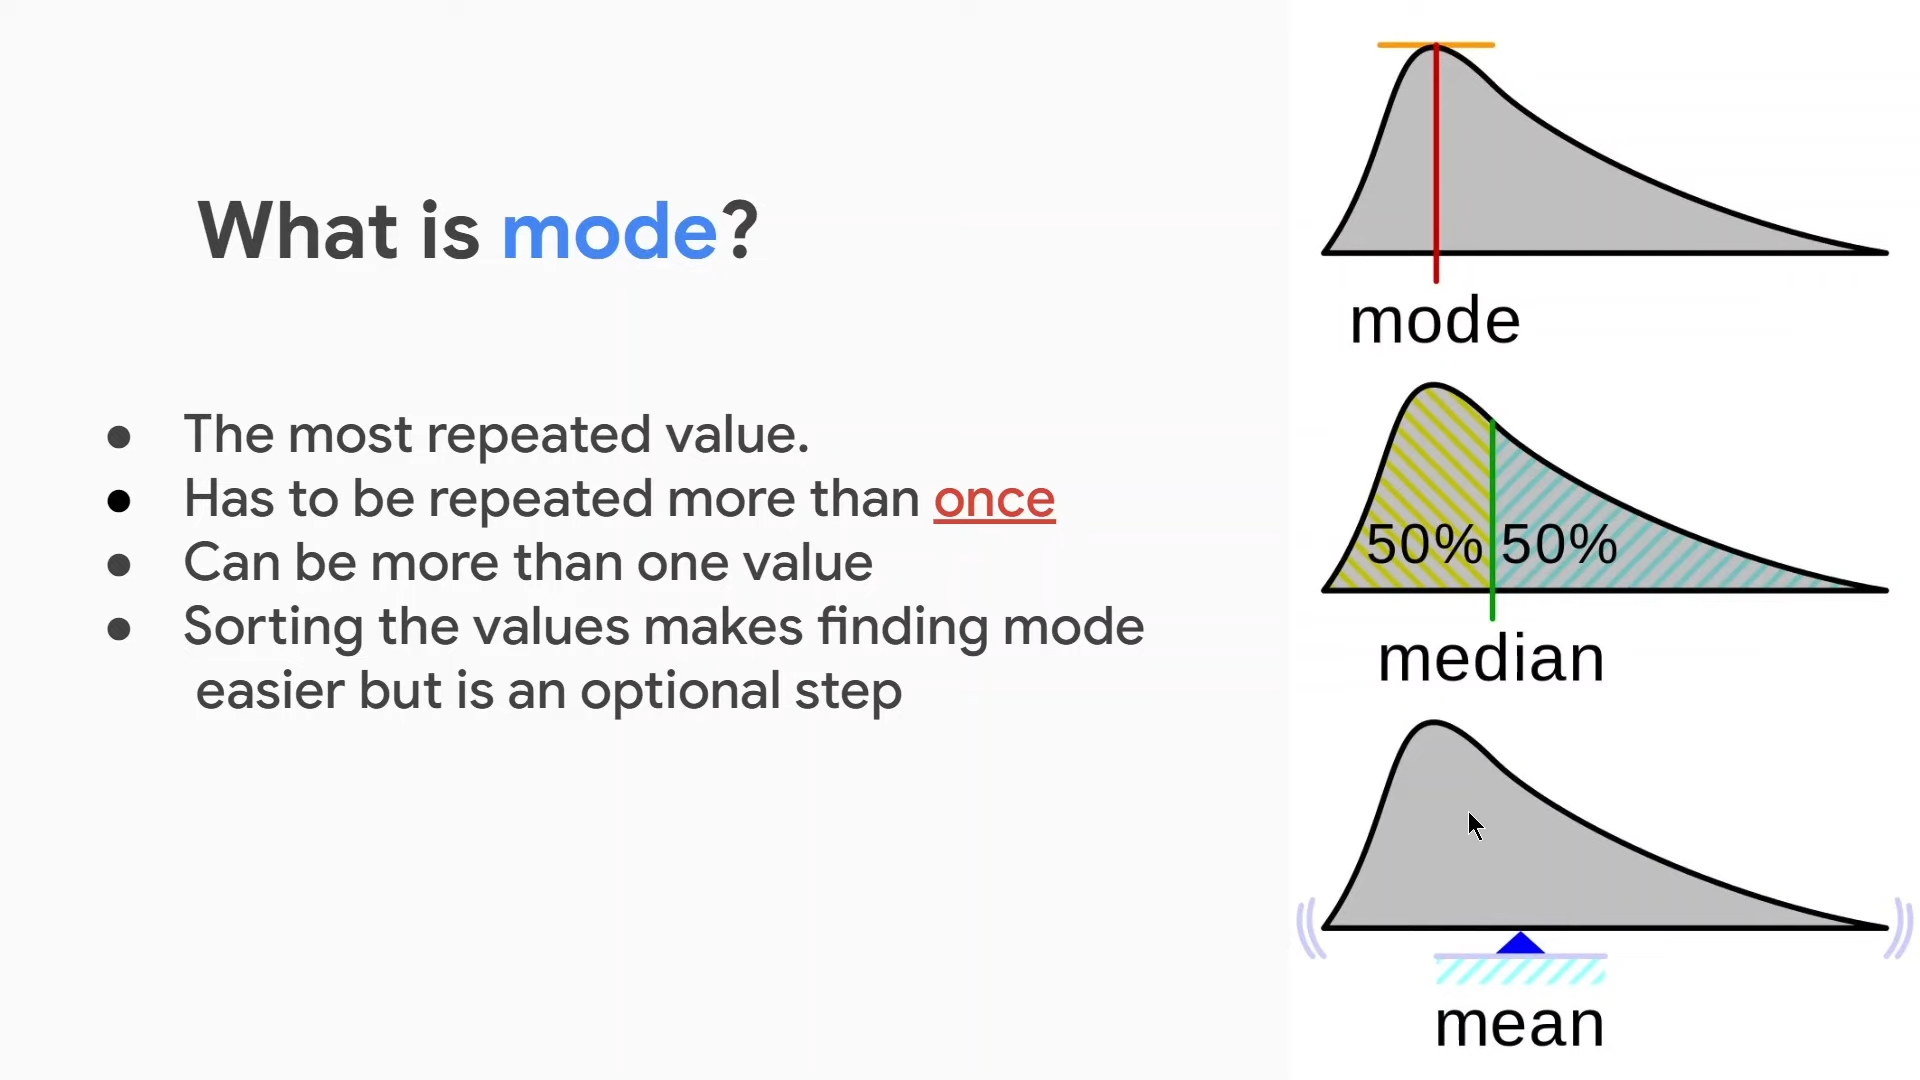 What is mode?
● The most repeated value.
● Has to be repeated more than once
● Can be more than one value
● Sorting the values makes finding mode
easier but is an optional step
mode
50% 50%
median
mean